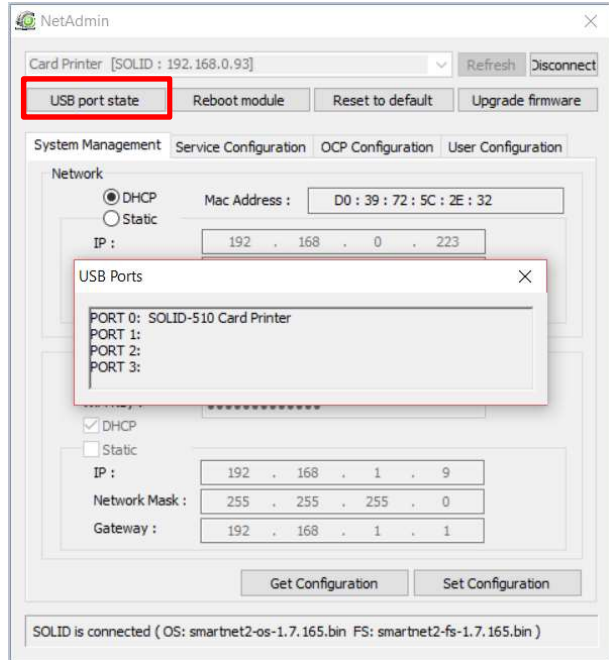 NetAdmin
Card Printer [SOLID : 192.168.0.93] Refresh Disconnect
USB port state Reboot module Reset to default Upgrade firmware
System Management Service Configuration OCP Configuration User Configuration
Network
DHCP Mac Address : D0 : 39 : 72 : 5C : 2E : 32
Static
IP : 192 . 168 . 0 . 223
USB Ports
PORT 0: SOLID-510 Card Printer
PORT 1:
PORT 2:
PORT 3:
DHCP
Static
IP : 192 . 168 . 1 . 9
Network Mask : 255 . 255 . 255 . 0
Gateway : 192 . 168 . 1 . 1
Get Configuration Set Configuration
SOLID is connected ( OS: smartnet2-os-1.7.165.bin FS: smartnet2-fs-1.7.165.bin )